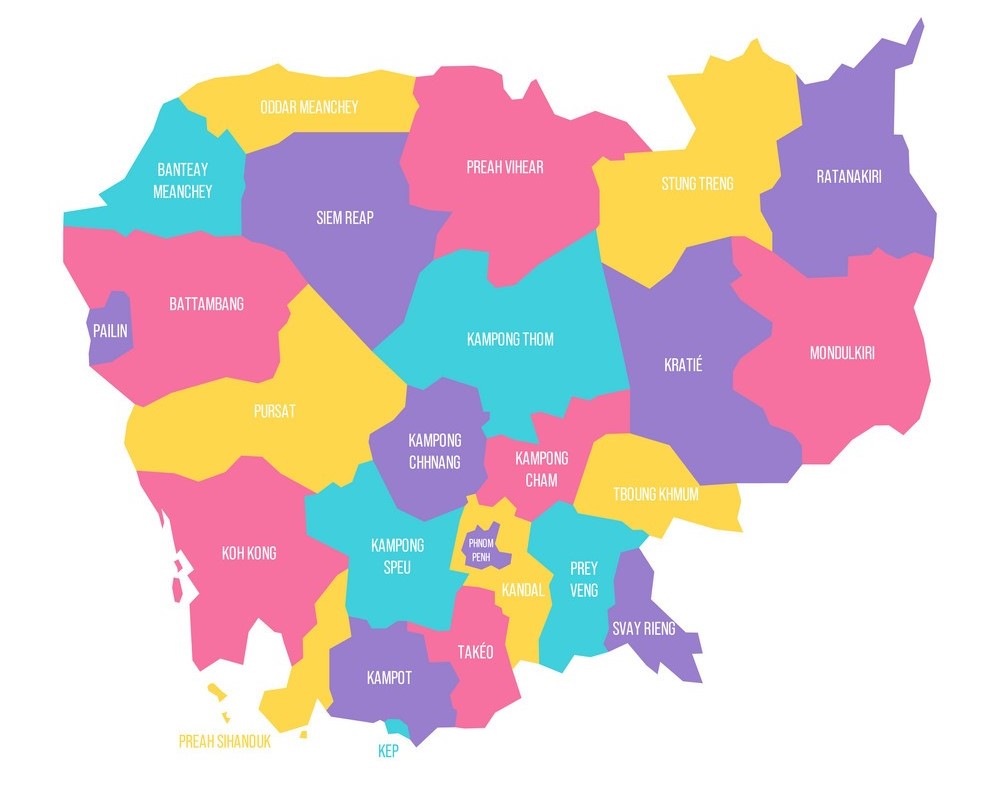 ODDAR MEANCHEY
BANTEAY
MEANCHEY
PREAH VIHEAR
STUNG TRENG
RATANAKIRI
SIEM REAP
BATTAMBANG
PAILIN
KAMPONG THOM
KRATIÉ
MONDULKIRI
PURSAT
KAMPONG
CHHNANG
KAMPONG
CHAM
TBOUNG KHMUM
KOH KONG
KAMPONG
SPEU
PHNOM
PENH
KANDAL
PREY
VENG
SVAY RIENG
TAKÉO
KAMPOT
PREAH SIHANOUK
KEP